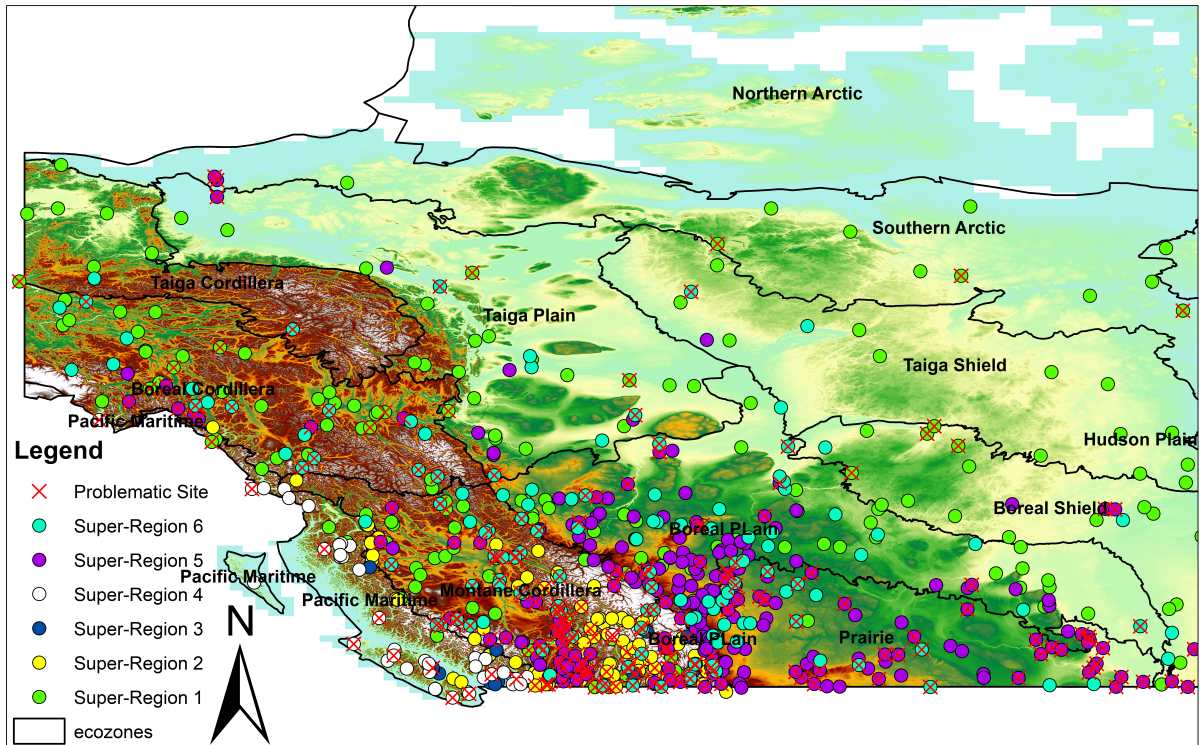 Northern Arctic
Southern Arctic
Taiga Cordillera
Taiga Plain
Taiga Shield
Boreal Cordillera
Pacific Maritime
Hudson Plain
Boreal Shield
Boreal PLain
Pacific Maritime
Montane Cordillera
Pacific Maritime
Boreal PLain
Prairie
Legend
Problematic Site
Super-Region 6
Super-Region 5
Super-Region 4
Super-Region 3
Super-Region 2
Super-Region 1
ecozones
N